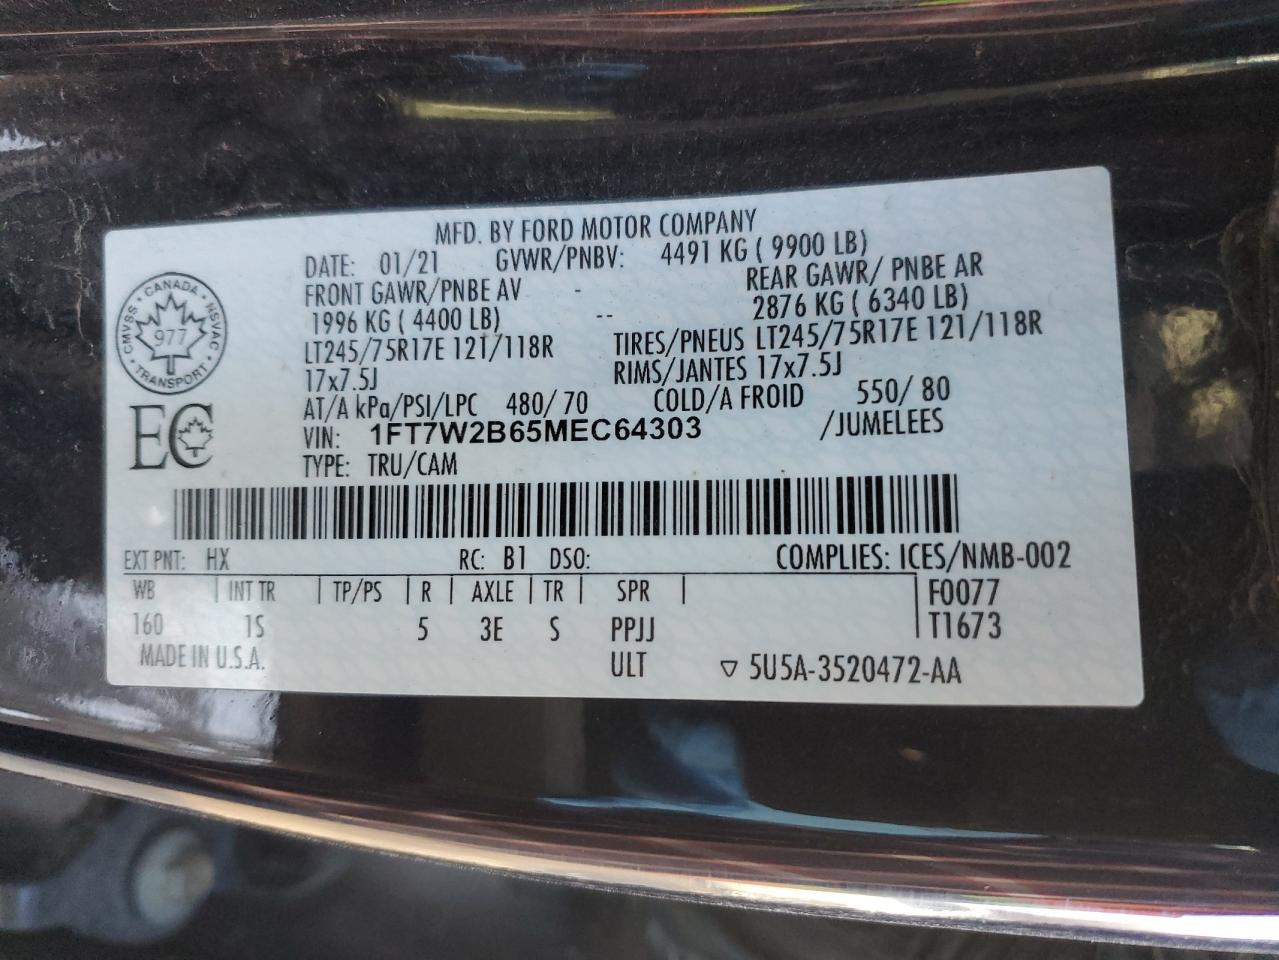 MFD. BY FORD MOTOR COMPANY
DATE: 01/21 GVWR/PNBV: 4491 KG ( 9900 LB)
FRONT GAWR/PNBE AV - REAR GAWR/ PNBE AR
1996 KG ( 4400 LB) -- 2876 KG ( 6340 LB)
LT245/75R17E 121/118R TIRES/PNEUS LT245/75R17E 121/118R
17x7.5J RIMS/JANTES 17x7.5J
AT/A kPa/PSI/LPC 480/ 70 COLD/A FROID 550/ 80
VIN: 1FT7W2B65MEC64303 /JUMELEES
TYPE: TRU/CAM
CANADA
CMVSS NSVAC
977
TRANSPORT
EC
EXT PNT: HX RC: B1 DSO: COMPLIES: ICES/NMB-002
WB | INT TR | TP/PS | R | AXLE | TR | SPR | F0077
160 1S 5 3E S PPJJ T1673
MADE IN U.S.A. ULT ▽ 5U5A-3520472-AA